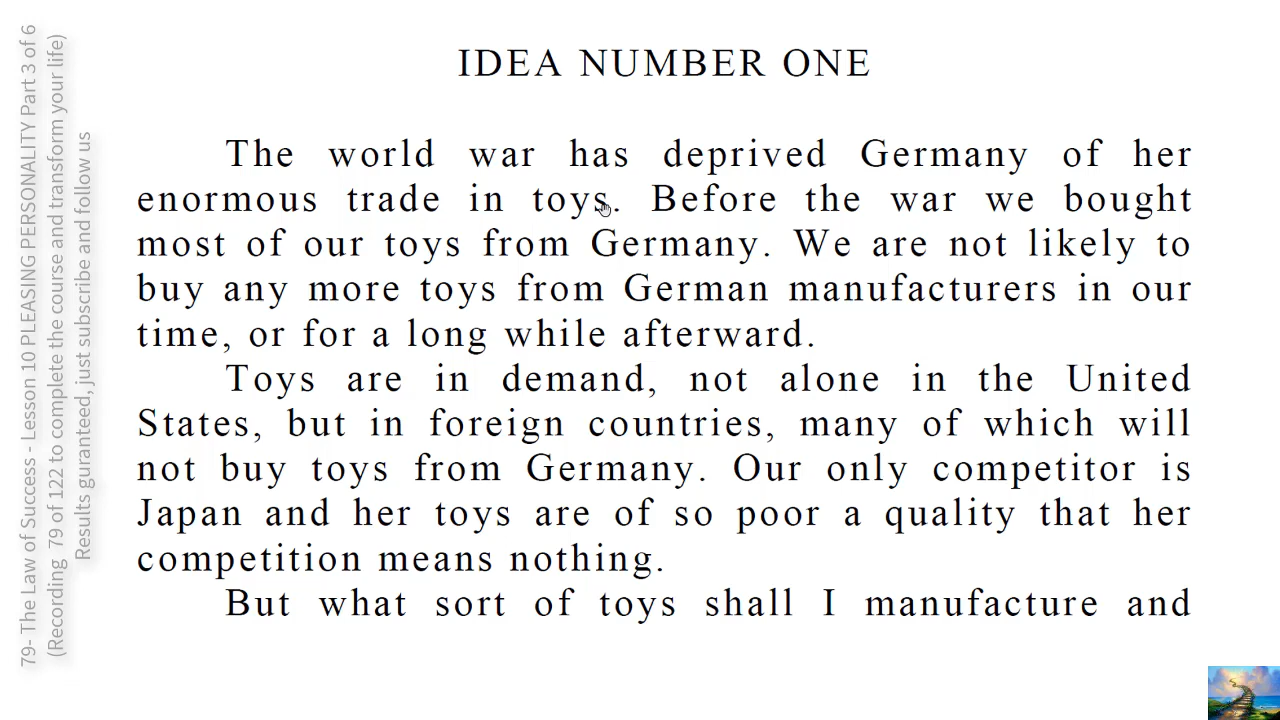 IDEA NUMBER ONE
The world war has deprived Germany of her
enormous trade in toys. Before the war we bought
most of our toys from Germany. We are not likely to
buy any more toys from German manufacturers in our
time, or for a long while afterward.
Toys are in demand, not alone in the United
States, but in foreign countries, many of which will
not buy toys from Germany. Our only competitor is
Japan and her toys are of so poor a quality that her
competition means nothing.
But what sort of toys shall I manufacture and
79- The Law of Success - Lesson 10 PLEASING PERSONALITY Part 3 of 6
(Recording 79 of 122 to complete the course and transform your life)
Results guranteed, just subscribe and follow us